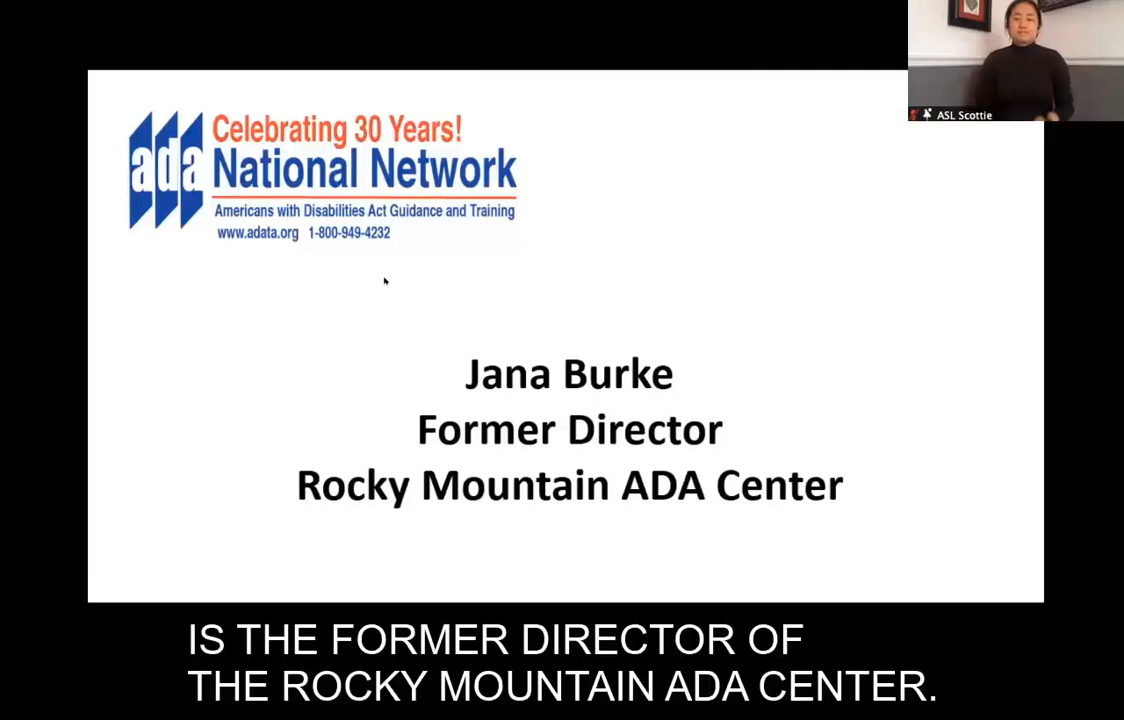 ASL Scottie
Celebrating 30 Years!
ada National Network
Americans with Disabilities Act Guidance and Training
www.adata.org 1-800-949-4232
Jana Burke
Former Director
Rocky Mountain ADA Center
IS THE FORMER DIRECTOR OF
THE ROCKY MOUNTAIN ADA CENTER.